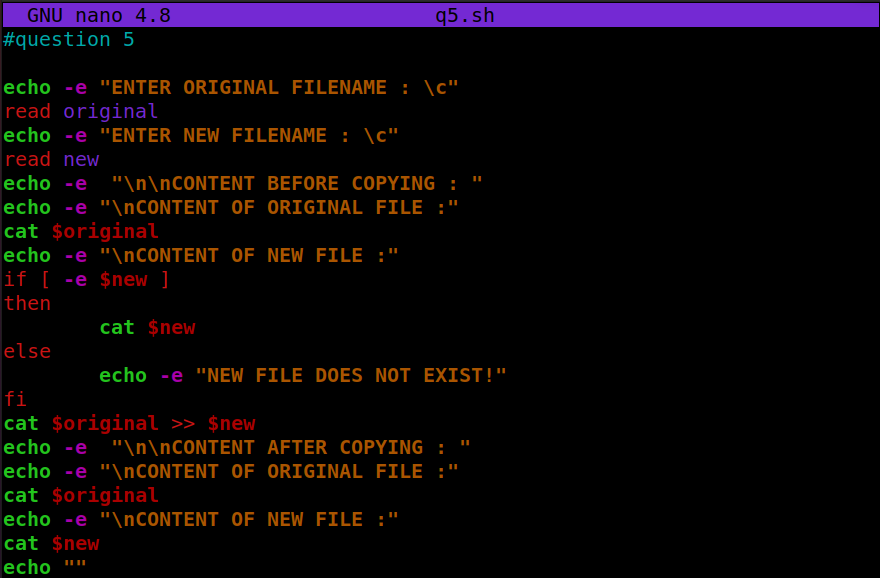 GNU nano 4.8 q5.sh
#question 5
echo -e "ENTER ORIGINAL FILENAME : \c"
read original
echo -e "ENTER NEW FILENAME : \c"
read new
echo -e  "\n\nCONTENT BEFORE COPYING : "
echo -e "\nCONTENT OF ORIGINAL FILE :"
cat $original
echo -e "\nCONTENT OF NEW FILE :"
if [ -e $new ]
then
        cat $new
else
        echo -e "NEW FILE DOES NOT EXIST!"
fi
cat $original >> $new
echo -e  "\n\nCONTENT AFTER COPYING : "
echo -e "\nCONTENT OF ORIGINAL FILE :"
cat $original
echo -e "\nCONTENT OF NEW FILE :"
cat $new
echo ""